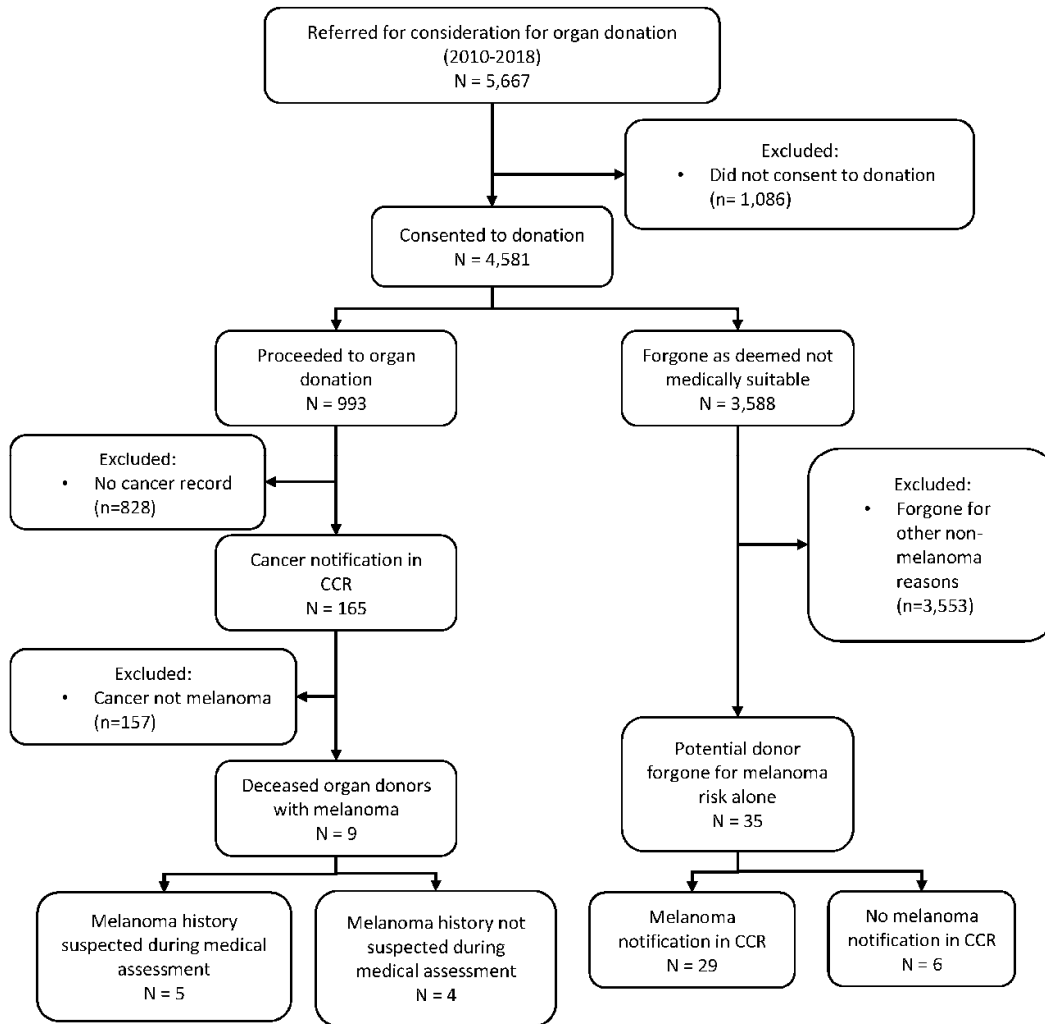 Referred for consideration for organ donation
(2010-2018)
N = 5,667
Excluded:
• Did not consent to donation
(n= 1,086)
Consented to donation
N = 4,581
Proceeded to organ
donation
N = 993
Forgone as deemed not
medically suitable
N = 3,588
Excluded:
• No cancer record
(n=828)
Excluded:
• Forgone for
other non-
melanoma
reasons
(n=3,553)
Cancer notification in
CCR
N = 165
Excluded:
• Cancer not melanoma
(n=157)
Deceased organ donors
with melanoma
N = 9
Potential donor
forgone for melanoma
risk alone
N = 35
Melanoma history
suspected during medical
assessment
N = 5
Melanoma history not
suspected during
medical assessment
N = 4
Melanoma
notification in CCR
N = 29
No melanoma
notification in CCR
N = 6